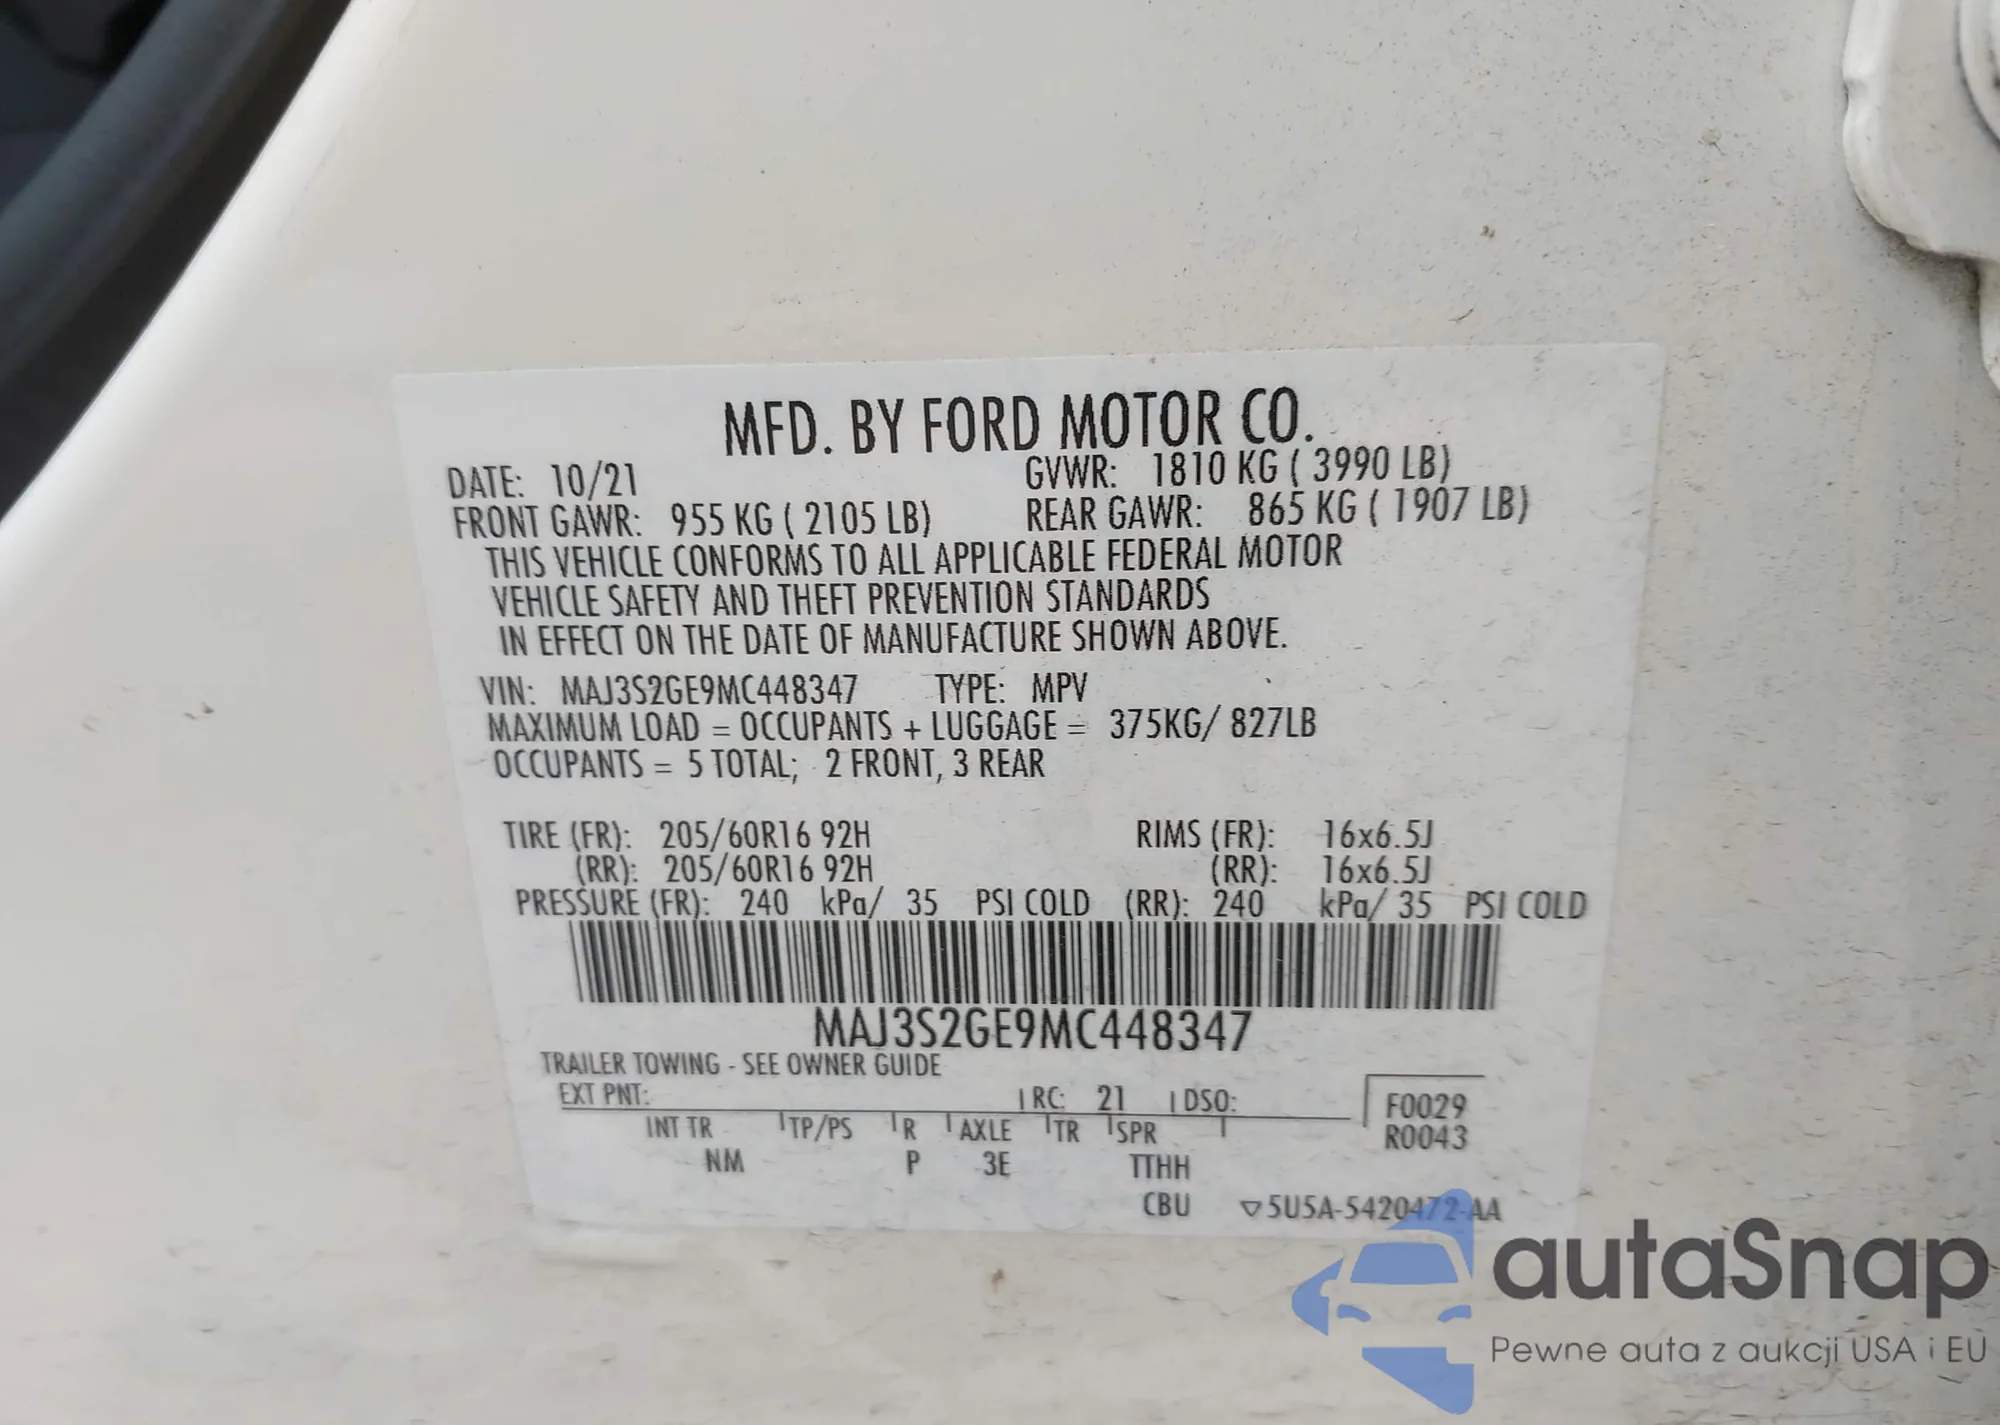 MFD. BY FORD MOTOR CO.
DATE: 10/21 GVWR: 1810 KG ( 3990 LB)
FRONT GAWR: 955 KG ( 2105 LB) REAR GAWR: 865 KG ( 1907 LB)
THIS VEHICLE CONFORMS TO ALL APPLICABLE FEDERAL MOTOR
VEHICLE SAFETY AND THEFT PREVENTION STANDARDS
IN EFFECT ON THE DATE OF MANUFACTURE SHOWN ABOVE.
VIN: MAJ3S2GE9MC448347 TYPE: MPV
MAXIMUM LOAD = OCCUPANTS + LUGGAGE = 375KG/ 827LB
OCCUPANTS = 5 TOTAL; 2 FRONT, 3 REAR
TIRE (FR): 205/60R16 92H RIMS (FR): 16x6.5J
(RR): 205/60R16 92H (RR): 16x6.5J
PRESSURE (FR): 240 kPa/ 35 PSI COLD (RR): 240 kPa/ 35 PSI COLD
MAJ3S2GE9MC448347
TRAILER TOWING - SEE OWNER GUIDE
EXT PNT: RC: 21 DSO: F0029
INT TR TP/PS R AXLE TR SPR R0043
NM P 3E TTHH
CBU ▽5U5A-5420472-AA
autaSnap
Pewne auta z aukcji USA i EU